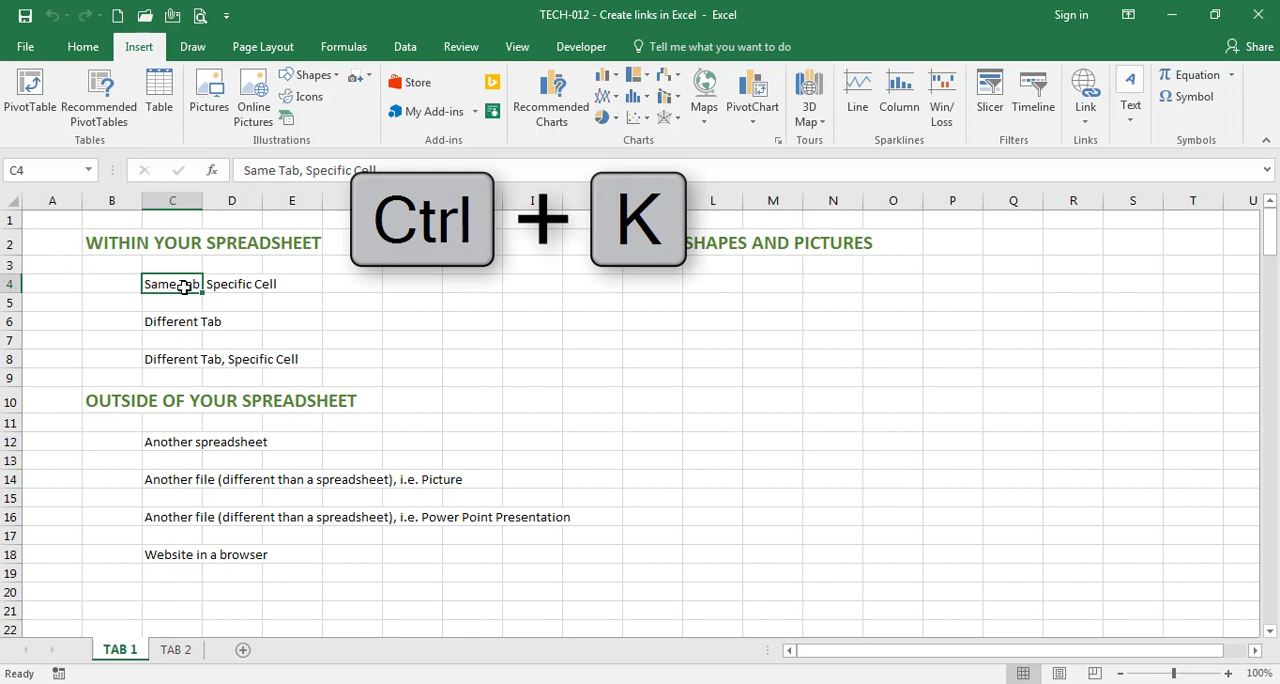 TECH-012 - Create links in Excel - Excel
Sign in
File Home Insert Draw Page Layout Formulas Data Review View Developer Tell me what you want to do Share
PivotTable
Recommended
PivotTables
Table
Tables
Pictures
Online
Pictures
Shapes
Icons
Illustrations
Store
My Add-ins
Add-ins
Recommended
Charts
Maps
PivotChart
Charts
3D
Map
Tours
Line
Column
Win/
Loss
Sparklines
Slicer
Timeline
Filters
Link
Links
A
Text
π Equation
Ω Symbol
Symbols
C4
fx
Same Tab, Specific Cell
Ctrl + K
A B C D E I L M N O P Q R S T U
1
2 WITHIN YOUR SPREADSHEET SHAPES AND PICTURES
3
4 Same Tab, Specific Cell
5
6 Different Tab
7
8 Different Tab, Specific Cell
9
10 OUTSIDE OF YOUR SPREADSHEET
11
12 Another spreadsheet
13
14 Another file (different than a spreadsheet), i.e. Picture
15
16 Another file (different than a spreadsheet), i.e. Power Point Presentation
17
18 Website in a browser
19
20
21
22
TAB 1 TAB 2
Ready
100%